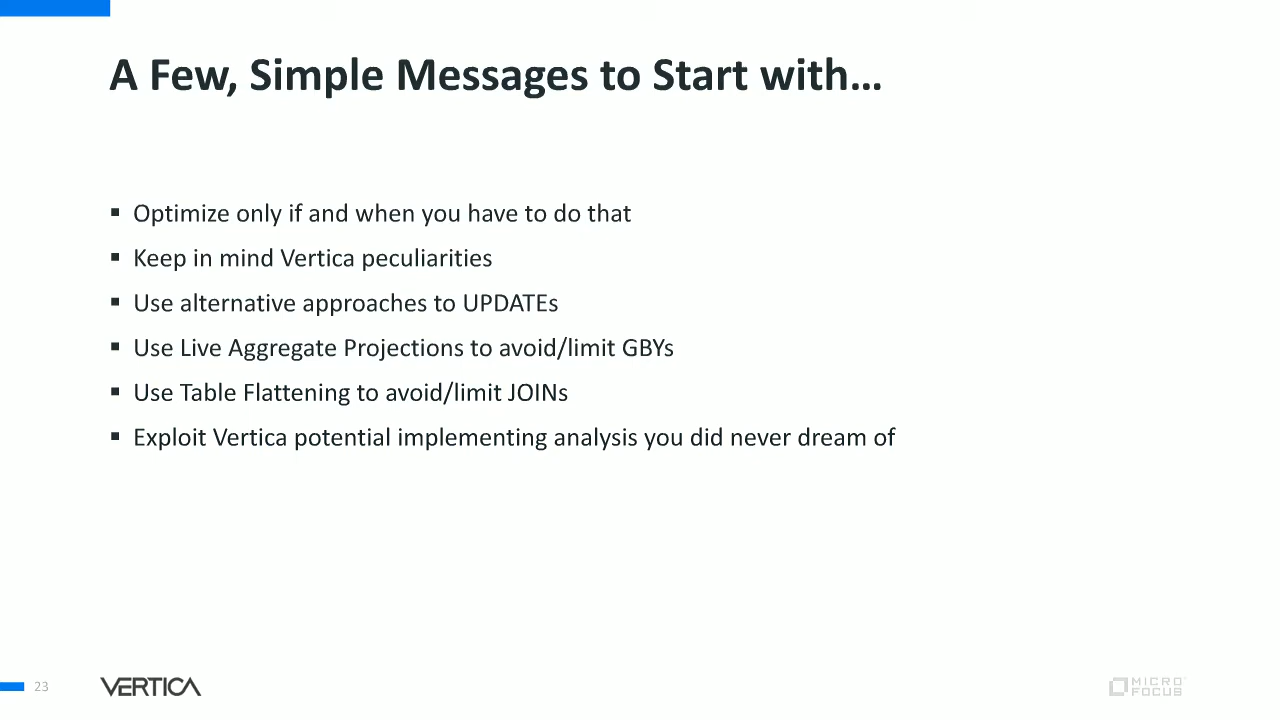 A Few, Simple Messages to Start with…
▪ Optimize only if and when you have to do that
▪ Keep in mind Vertica peculiarities
▪ Use alternative approaches to UPDATEs
▪ Use Live Aggregate Projections to avoid/limit GBYs
▪ Use Table Flattening to avoid/limit JOINs
▪ Exploit Vertica potential implementing analysis you did never dream of
23
VERTICA
MICRO
FOCUS